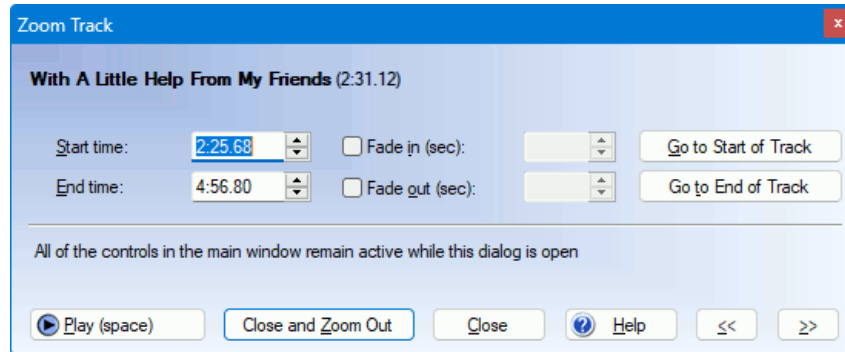 Zoom Track
x
With A Little Help From My Friends (2:31.12)
Start time: 2:25.68 Fade in (sec): Go to Start of Track
End time: 4:56.80 Fade out (sec): Go to End of Track
All of the controls in the main window remain active while this dialog is open
Play (space) Close and Zoom Out Close Help << >>